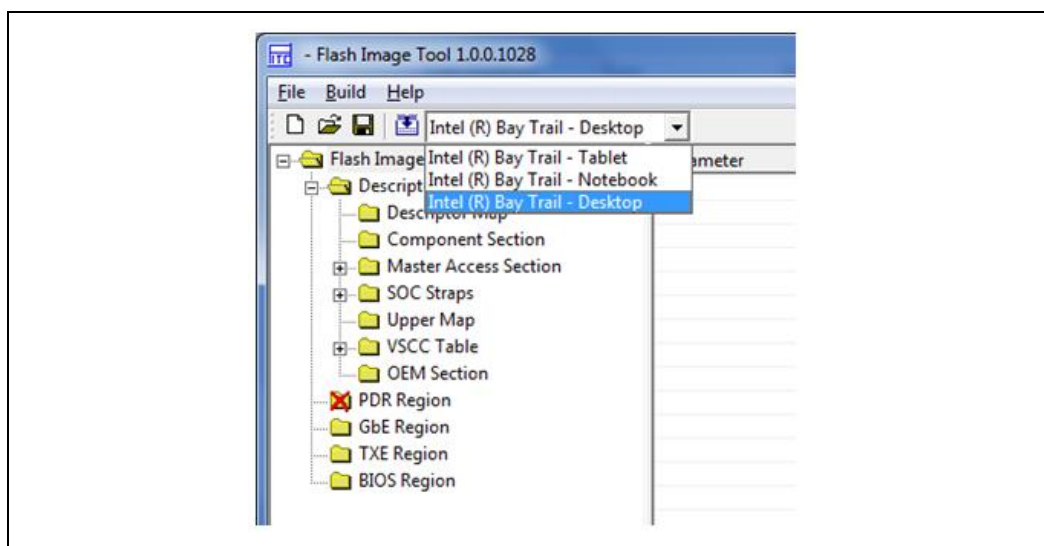 - Flash Image Tool 1.0.0.1028
File Build Help
Intel (R) Bay Trail - Desktop
Intel (R) Bay Trail - Tablet
Intel (R) Bay Trail - Notebook
Intel (R) Bay Trail - Desktop
Flash Image
ameter
Descript
Descriptor Map
Component Section
Master Access Section
SOC Straps
Upper Map
VSCC Table
OEM Section
PDR Region
GbE Region
TXE Region
BIOS Region